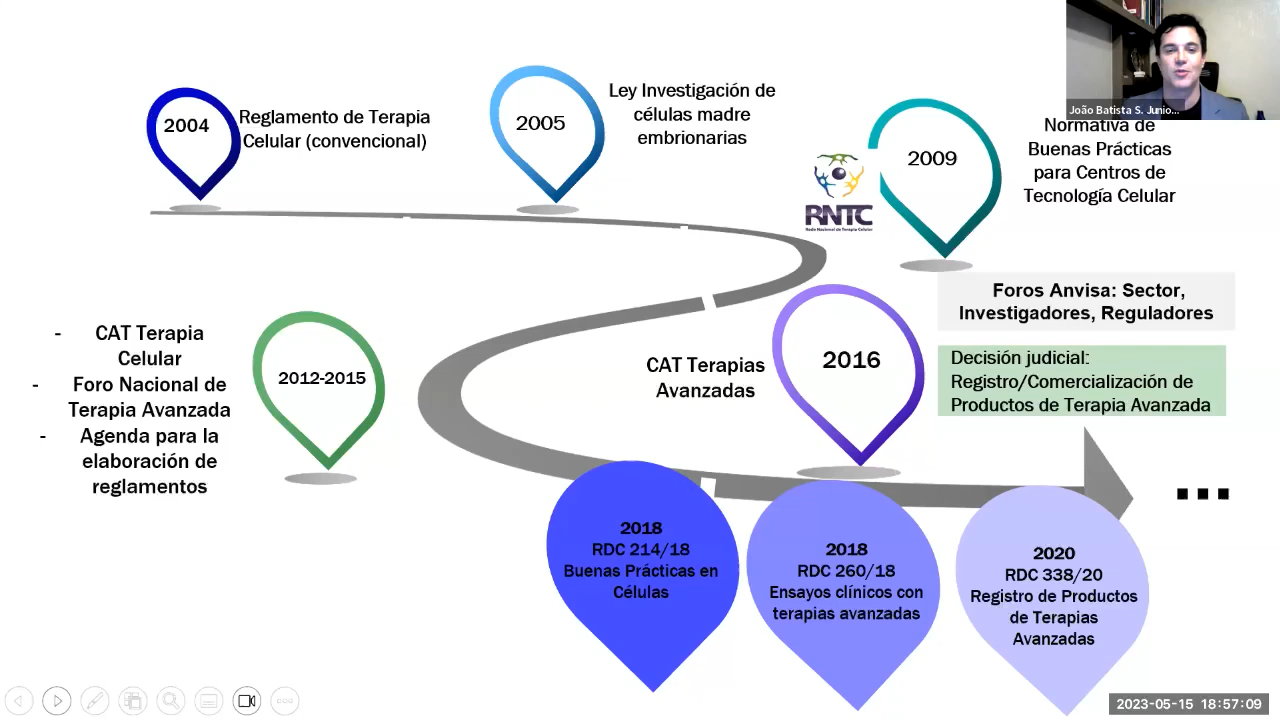 João Batista S. Junio...
2004
Reglamento de Terapia
Celular (convencional)
2005
Ley Investigación de
células madre
embrionarias
RNTC
Rede Nacional de Terapia Celular
2009
Normativa de
Buenas Prácticas
para Centros de
Tecnología Celular
Foros Anvisa: Sector,
Investigadores, Reguladores
- CAT Terapia
Celular
- Foro Nacional de
Terapia Avanzada
- Agenda para la
elaboración de
reglamentos
2012-2015
CAT Terapias
Avanzadas
2016
Decisión judicial:
Registro/Comercialización de
Productos de Terapia Avanzada
...
2018
RDC 214/18
Buenas Prácticas en
Células
2018
RDC 260/18
Ensayos clínicos con
terapias avanzadas
2020
RDC 338/20
Registro de Productos
de Terapias
Avanzadas
2023-05-15 18:57:09